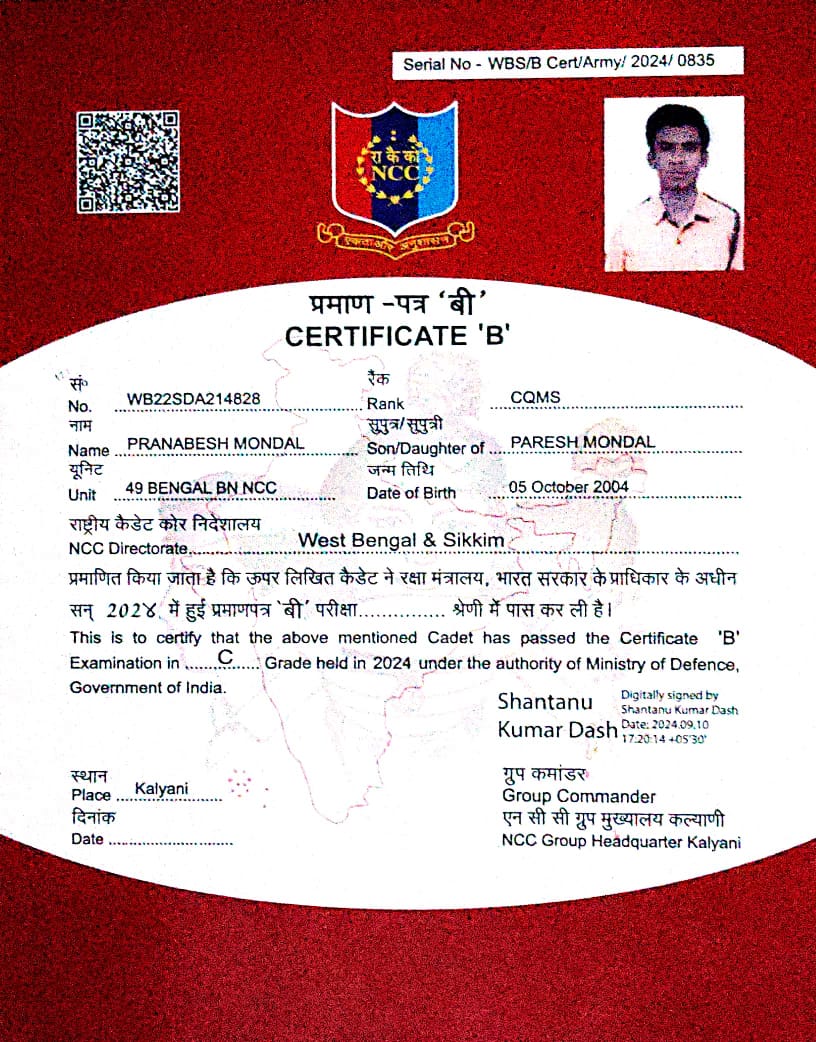 Serial No - WBS/B Cert/Army/ 2024/ 0835
रा कै को
NCC
एकता और अनुशासन
प्रमाण -पत्र ‘बी’
CERTIFICATE 'B'
सं०
No. WB22SDA214828
रैंक
Rank CQMS
नाम
Name PRANABESH MONDAL
सुपुत्र/सुपुत्री
Son/Daughter of PARESH MONDAL
यूनिट
Unit 49 BENGAL BN NCC
जन्म तिथि
Date of Birth 05 October 2004
राष्ट्रीय कैडेट कोर निदेशालय
NCC Directorate West Bengal & Sikkim
प्रमाणित किया जाता है कि ऊपर लिखित कैडेट ने रक्षा मंत्रालय, भारत सरकार के प्राधिकार के अधीन
सन् 202४ में हुई प्रमाणपत्र ‘बी’ परीक्षा............... श्रेणी में पास कर ली है।
This is to certify that the above mentioned Cadet has passed the Certificate 'B'
Examination in ......C...... Grade held in 2024 under the authority of Ministry of Defence,
Government of India.
Shantanu
Kumar Dash
Digitally signed by
Shantanu Kumar Dash
Date: 2024.09.10
17:20:14 +05'30'
स्थान
Place Kalyani
दिनांक
Date ............................
ग्रुप कमांडर
Group Commander
एन सी सी ग्रुप मुख्यालय कल्याणी
NCC Group Headquarter Kalyani